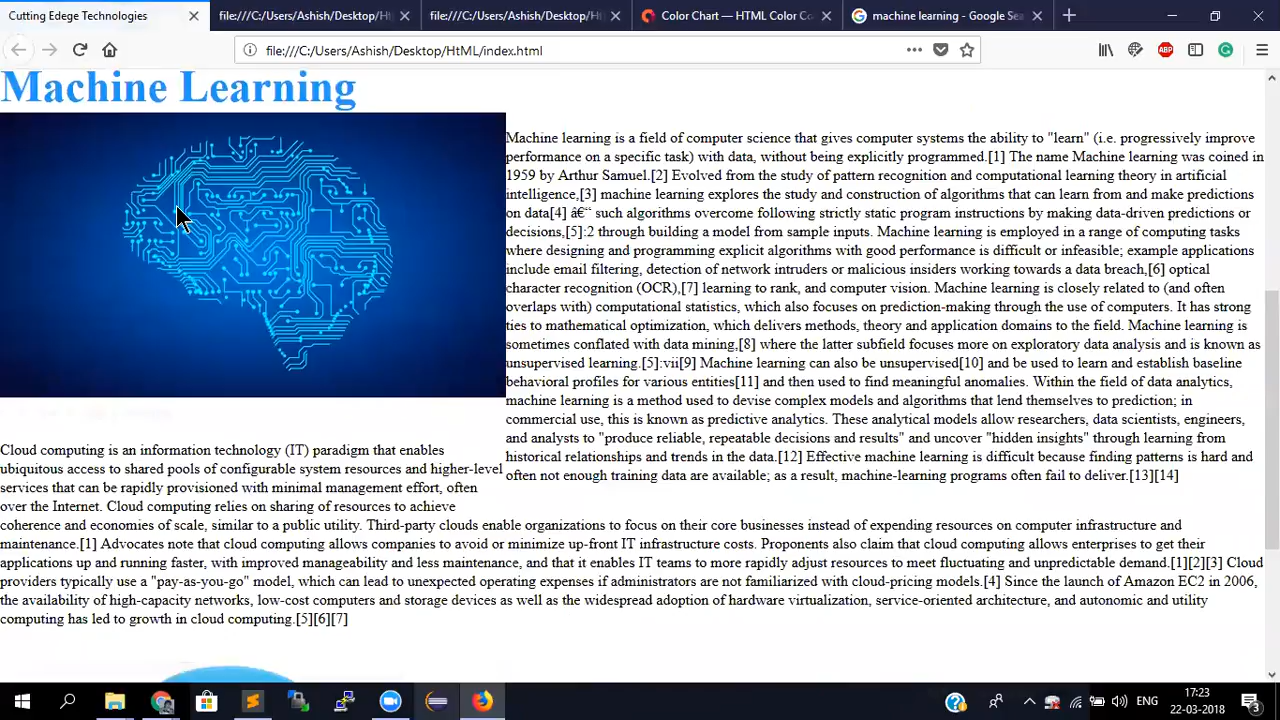 Cutting Edege Technologies
file:///C:/Users/Ashish/Desktop/Ht
file:///C:/Users/Ashish/Desktop/Ht
Color Chart — HTML Color Co
machine learning - Google Sea
file:///C:/Users/Ashish/Desktop/HtML/index.html
ABP
Machine Learning
Machine learning is a field of computer science that gives computer systems the ability to "learn" (i.e. progressively improve
performance on a specific task) with data, without being explicitly programmed.[1] The name Machine learning was coined in
1959 by Arthur Samuel.[2] Evolved from the study of pattern recognition and computational learning theory in artificial
intelligence,[3] machine learning explores the study and construction of algorithms that can learn from and make predictions
on data[4] â€“ such algorithms overcome following strictly static program instructions by making data-driven predictions or
decisions,[5]:2 through building a model from sample inputs. Machine learning is employed in a range of computing tasks
where designing and programming explicit algorithms with good performance is difficult or infeasible; example applications
include email filtering, detection of network intruders or malicious insiders working towards a data breach,[6] optical
character recognition (OCR),[7] learning to rank, and computer vision. Machine learning is closely related to (and often
overlaps with) computational statistics, which also focuses on prediction-making through the use of computers. It has strong
ties to mathematical optimization, which delivers methods, theory and application domains to the field. Machine learning is
sometimes conflated with data mining,[8] where the latter subfield focuses more on exploratory data analysis and is known as
unsupervised learning.[5]:vii[9] Machine learning can also be unsupervised[10] and be used to learn and establish baseline
behavioral profiles for various entities[11] and then used to find meaningful anomalies. Within the field of data analytics,
machine learning is a method used to devise complex models and algorithms that lend themselves to prediction; in
commercial use, this is known as predictive analytics. These analytical models allow researchers, data scientists, engineers,
and analysts to "produce reliable, repeatable decisions and results" and uncover "hidden insights" through learning from
historical relationships and trends in the data.[12] Effective machine learning is difficult because finding patterns is hard and
often not enough training data are available; as a result, machine-learning programs often fail to deliver.[13][14]
Cloud computing is an information technology (IT) paradigm that enables
ubiquitous access to shared pools of configurable system resources and higher-level
services that can be rapidly provisioned with minimal management effort, often
over the Internet. Cloud computing relies on sharing of resources to achieve
coherence and economies of scale, similar to a public utility. Third-party clouds enable organizations to focus on their core businesses instead of expending resources on computer infrastructure and
maintenance.[1] Advocates note that cloud computing allows companies to avoid or minimize up-front IT infrastructure costs. Proponents also claim that cloud computing allows enterprises to get their
applications up and running faster, with improved manageability and less maintenance, and that it enables IT teams to more rapidly adjust resources to meet fluctuating and unpredictable demand.[1][2][3] Cloud
providers typically use a "pay-as-you-go" model, which can lead to unexpected operating expenses if administrators are not familiarized with cloud-pricing models.[4] Since the launch of Amazon EC2 in 2006,
the availability of high-capacity networks, low-cost computers and storage devices as well as the widespread adoption of hardware virtualization, service-oriented architecture, and autonomic and utility
computing has led to growth in cloud computing.[5][6][7]
ENG
17:23
22-03-2018
3